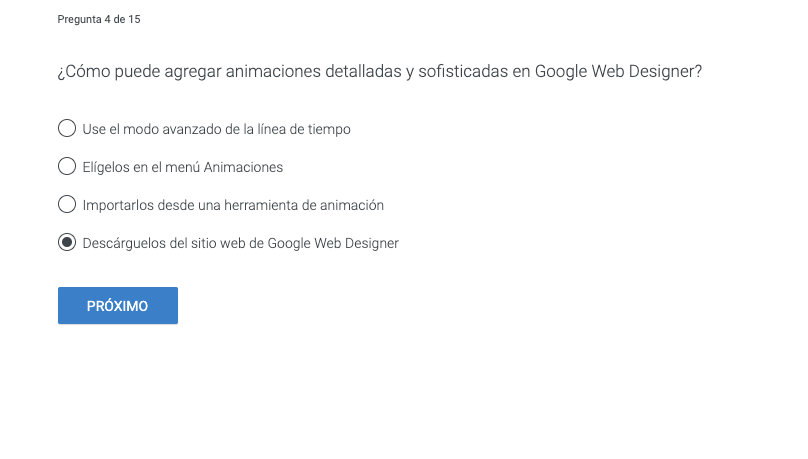 Pregunta 4 de 15
¿Cómo puede agregar animaciones detalladas y sofisticadas en Google Web Designer?
Use el modo avanzado de la línea de tiempo
Elígelos en el menú Animaciones
Importarlos desde una herramienta de animación
Descárguelos del sitio web de Google Web Designer
PRÓXIMO